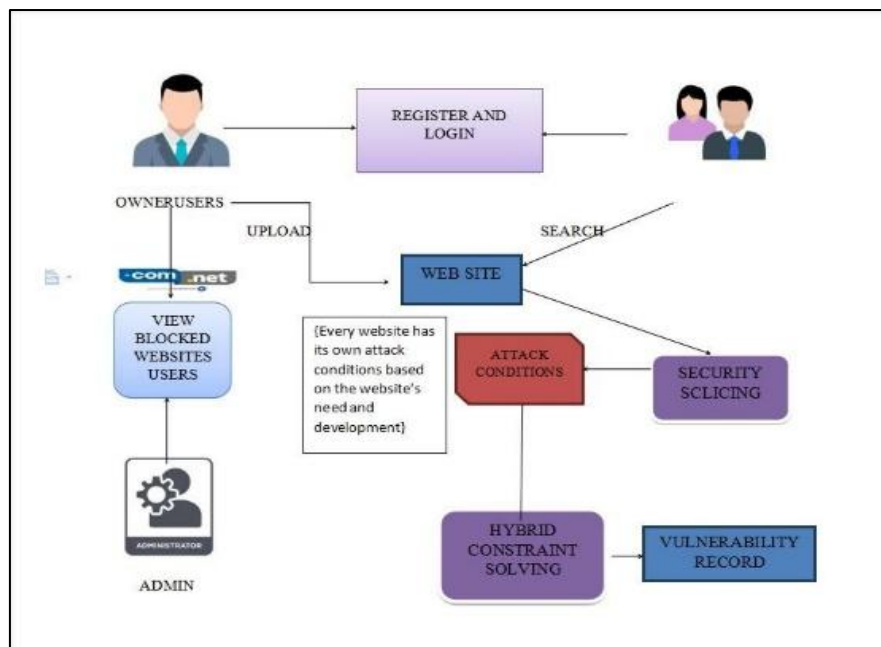 REGISTER AND
LOGIN
OWNERUSERS
UPLOAD
SEARCH
.com .net
WEB SITE
VIEW
BLOCKED
WEBSITES
USERS
{Every website has
its own attack
conditions based
on the website's
need and
development}
ATTACK
CONDITIONS
SECURITY
SCLICING
ADMINISTRATOR
ADMIN
HYBRID
CONSTRAINT
SOLVING
VULNERABILITY
RECORD